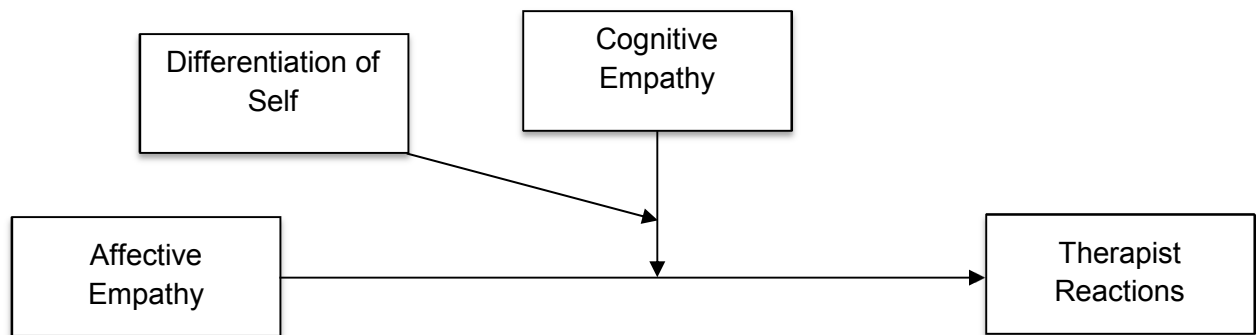 Differentiation of
Self
Cognitive
Empathy
Affective
Empathy
Therapist
Reactions